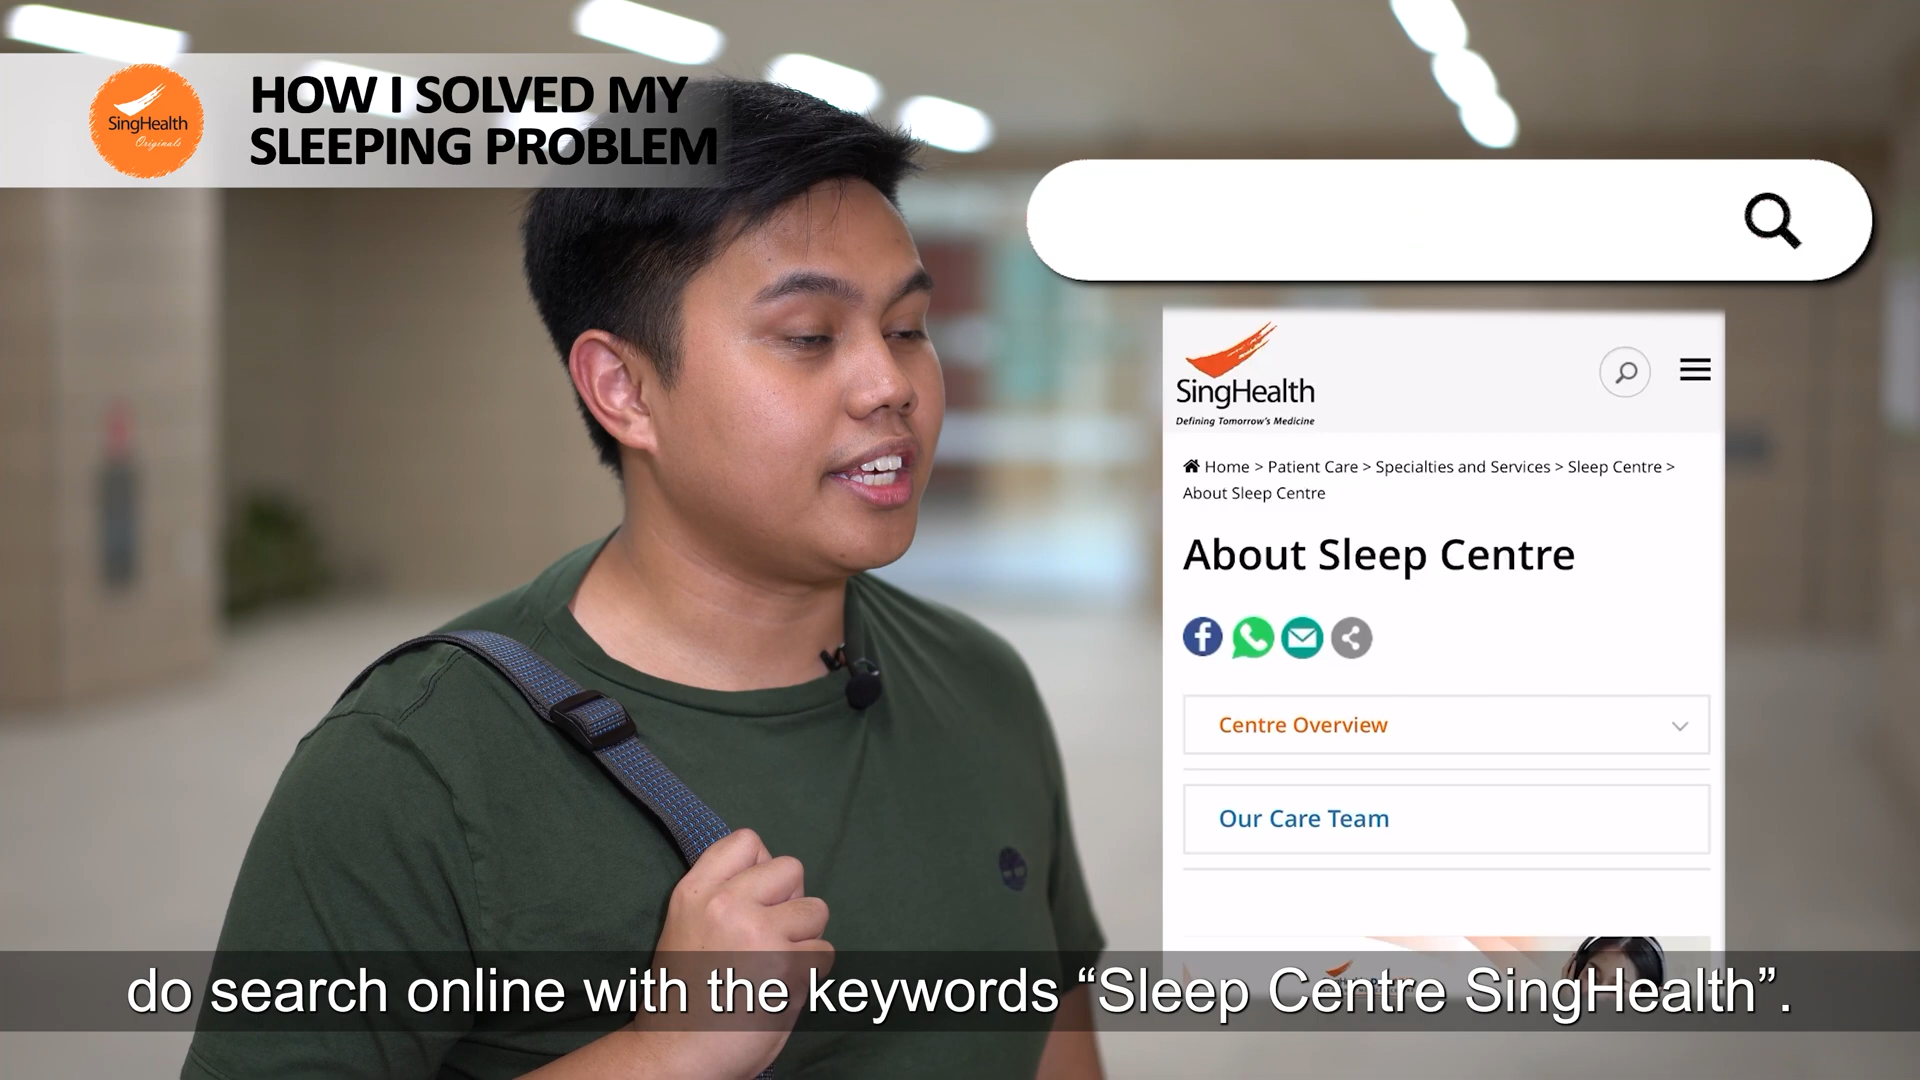 SingHealth
Originals
HOW I SOLVED MY
SLEEPING PROBLEM
SingHealth
Defining Tomorrow's Medicine
Home > Patient Care > Specialties and Services > Sleep Centre >
About Sleep Centre
About Sleep Centre
Centre Overview
Our Care Team
do search online with the keywords “Sleep Centre SingHealth”.